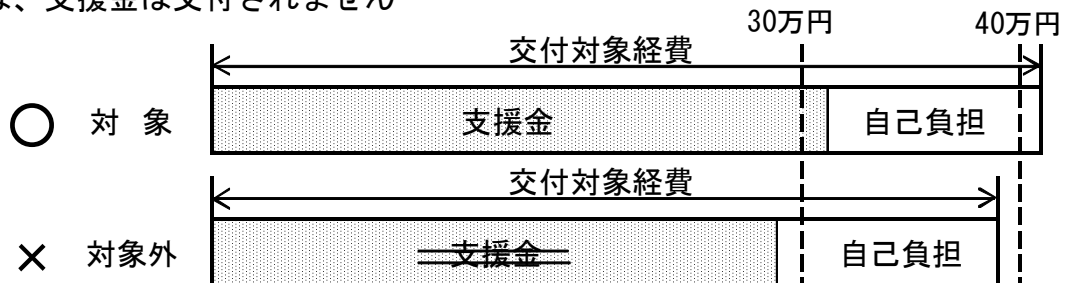 は、支援金は交付されません
30万円 40万円
交付対象経費
○ 対 象 支援金 自己負担
交付対象経費
× 対象外 支援金 自己負担